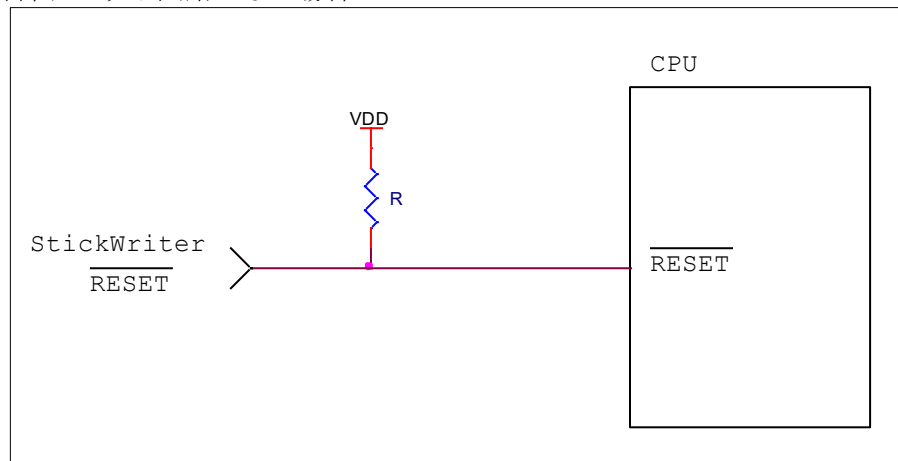 CPU
VDD
R
StickWriter
RESET
RESET